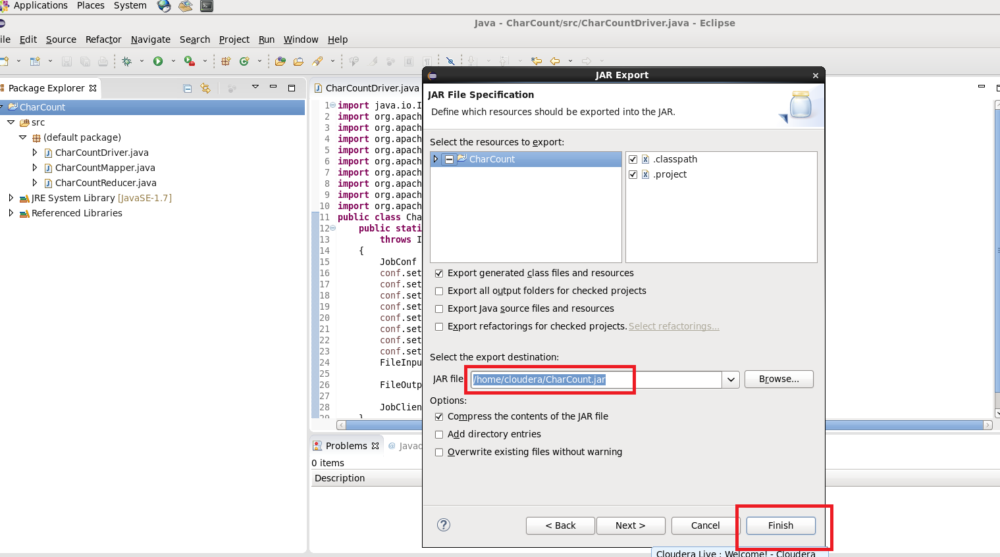 Applications Places System
Java - CharCount/src/CharCountDriver.java - Eclipse
ile Edit Source Refactor Navigate Search Project Run Window Help
Package Explorer
CharCount
src
(default package)
CharCountDriver.java
CharCountMapper.java
CharCountReducer.java
JRE System Library [JavaSE-1.7]
Referenced Libraries
CharCountDriver.java
1 import java.io.I
2 import org.apach
3 import org.apach
4 import org.apach
5 import org.apach
6 import org.apach
7 import org.apach
8 import org.apach
9 import org.apach
10 import org.apach
11 public class Cha
12 public stati
13 throws I
14 {
15 JobConf
16 conf.set
17 conf.set
18 conf.set
19 conf.set
20 conf.set
21 conf.set
22 conf.set
23 conf.set
24 FileInpu
25
26 FileOutp
27
28 JobClien
29 }
Problems @ Javad
0 items
Description
JAR Export
JAR File Specification
Define which resources should be exported into the JAR.
Select the resources to export:
CharCount
.classpath
.project
Export generated class files and resources
Export all output folders for checked projects
Export Java source files and resources
Export refactorings for checked projects. Select refactorings...
Select the export destination:
JAR file: /home/cloudera/CharCount.jar Browse...
Options:
Compress the contents of the JAR file
Add directory entries
Overwrite existing files without warning
? < Back Next > Cancel Finish
Cloudera Live : Welcome! - Cloudera